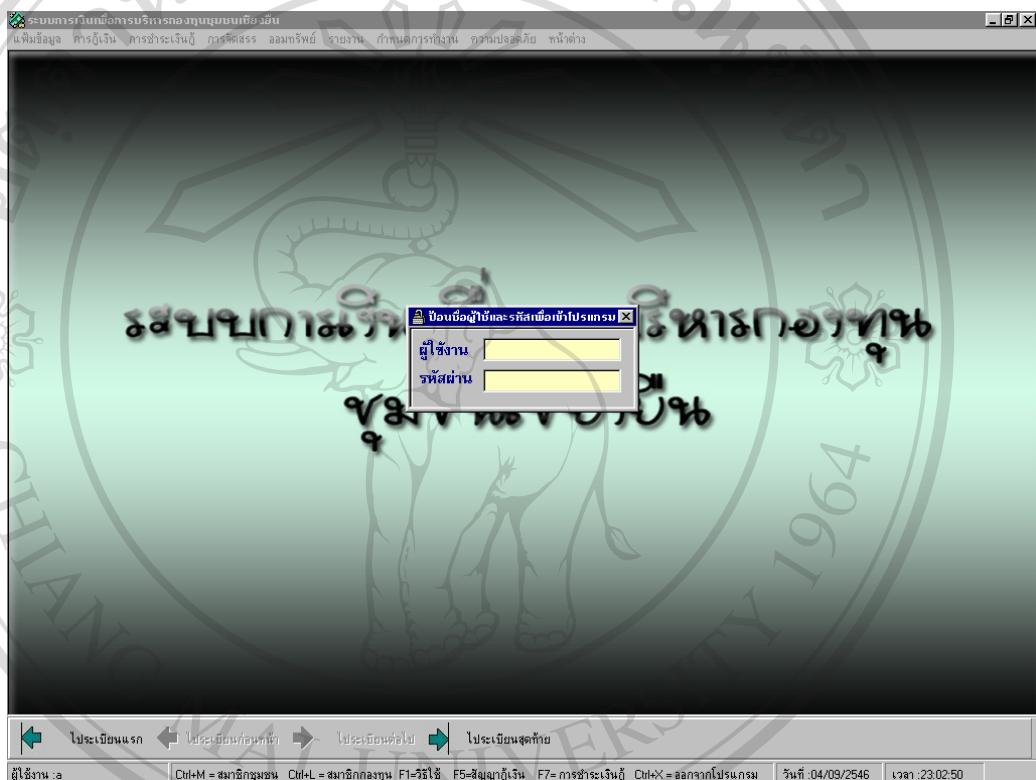 ระบบการเงินเพื่อการบริหารกองทุนชุมชนเชียงยืน
แฟ้มข้อมูล การกู้เงิน การชำระเงินกู้ การจัดสรร ออมทรัพย์ รายงาน กำหนดการทำงาน ความปลอดภัย หน้าต่าง
ระบบการเงิน ริหารกองทุน
ป้อนชื่อผู้ใช้และรหัสเพื่อเข้าโปรแกรม
ผู้ใช้งาน
รหัสผ่าน
ชุมชนเชียงยืน
ไประเบียนแรก ไประเบียนก่อนหน้า ไประเบียนต่อไป ไประเบียนสุดท้าย
ผู้ใช้งาน :a Ctrl+M = สมาชิกชุมชน Ctrl+L = สมาชิกกองทุน F1=วิธีใช้ F5=สัญญากู้เงิน F7= การชำระเงินกู้ Ctrl+X = ออกจากโปรแกรม วันที่ :04/09/2546 เวลา :23:02:50
CHIANG MAI UNIVERSITY 1964